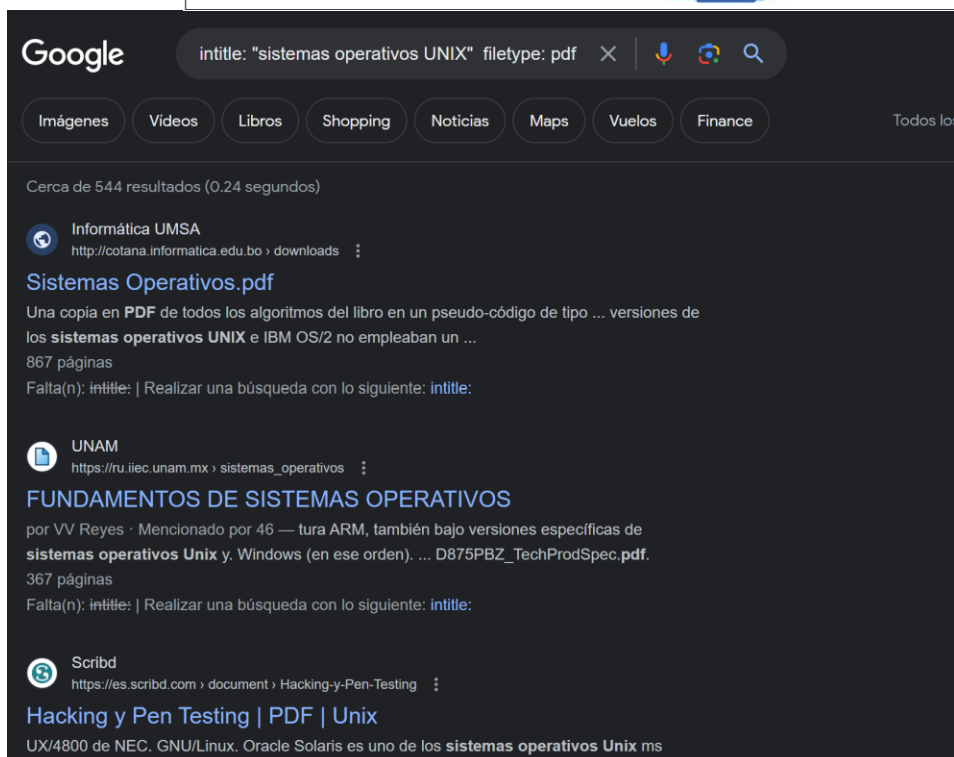 Google
intitle: "sistemas operativos UNIX" filetype: pdf
Imágenes Vídeos Libros Shopping Noticias Maps Vuelos Finance Todos los
Cerca de 544 resultados (0.24 segundos)
Informática UMSA
http://cotana.informatica.edu.bo › downloads
Sistemas Operativos.pdf
Una copia en PDF de todos los algoritmos del libro en un pseudo-código de tipo ... versiones de
los sistemas operativos UNIX e IBM OS/2 no empleaban un ...
867 páginas
Falta(n): intitle: | Realizar una búsqueda con lo siguiente: intitle:
UNAM
https://ru.iiec.unam.mx › sistemas_operativos
FUNDAMENTOS DE SISTEMAS OPERATIVOS
por VV Reyes · Mencionado por 46 — tura ARM, también bajo versiones específicas de
sistemas operativos Unix y. Windows (en ese orden). ... D875PBZ_TechProdSpec.pdf.
367 páginas
Falta(n): intitle: | Realizar una búsqueda con lo siguiente: intitle:
Scribd
https://es.scribd.com › document › Hacking-y-Pen-Testing
Hacking y Pen Testing | PDF | Unix
UX/4800 de NEC. GNU/Linux. Oracle Solaris es uno de los sistemas operativos Unix ms